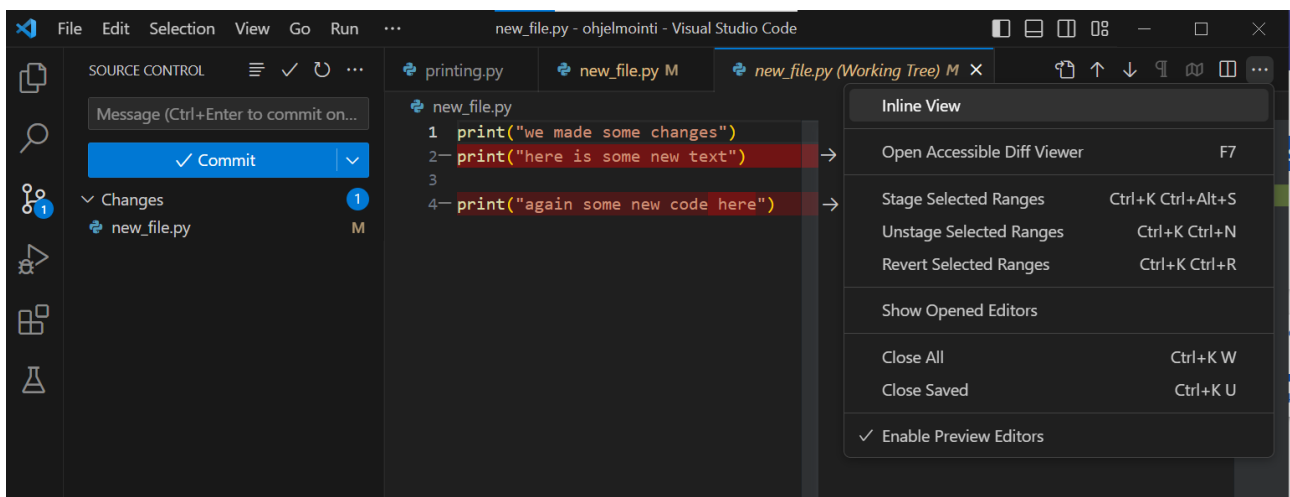 File Edit Selection View Go Run ··· new_file.py - ohjelmointi - Visual Studio Code
SOURCE CONTROL
Message (Ctrl+Enter to commit on...
Commit
Changes 1
new_file.py M
1
printing.py new_file.py M new_file.py (Working Tree) M
new_file.py
1 print("we made some changes")
2 print("here is some new text")
3
4 print("again some new code here")
Inline View
Open Accessible Diff Viewer F7
Stage Selected Ranges Ctrl+K Ctrl+Alt+S
Unstage Selected Ranges Ctrl+K Ctrl+N
Revert Selected Ranges Ctrl+K Ctrl+R
Show Opened Editors
Close All Ctrl+K W
Close Saved Ctrl+K U
Enable Preview Editors